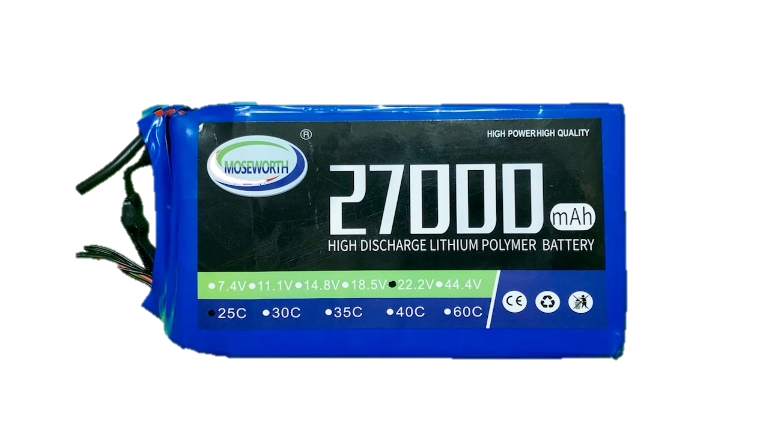 ®
HIGH POWER HIGH QUALITY
MOSEWORTH
27000 mAh
HIGH DISCHARGE LITHIUM POLYMER BATTERY
●7.4V●11.1V●14.8V●18.5V●22.2V●44.4V
●25C ●30C ●35C ●40C ●60C
CE